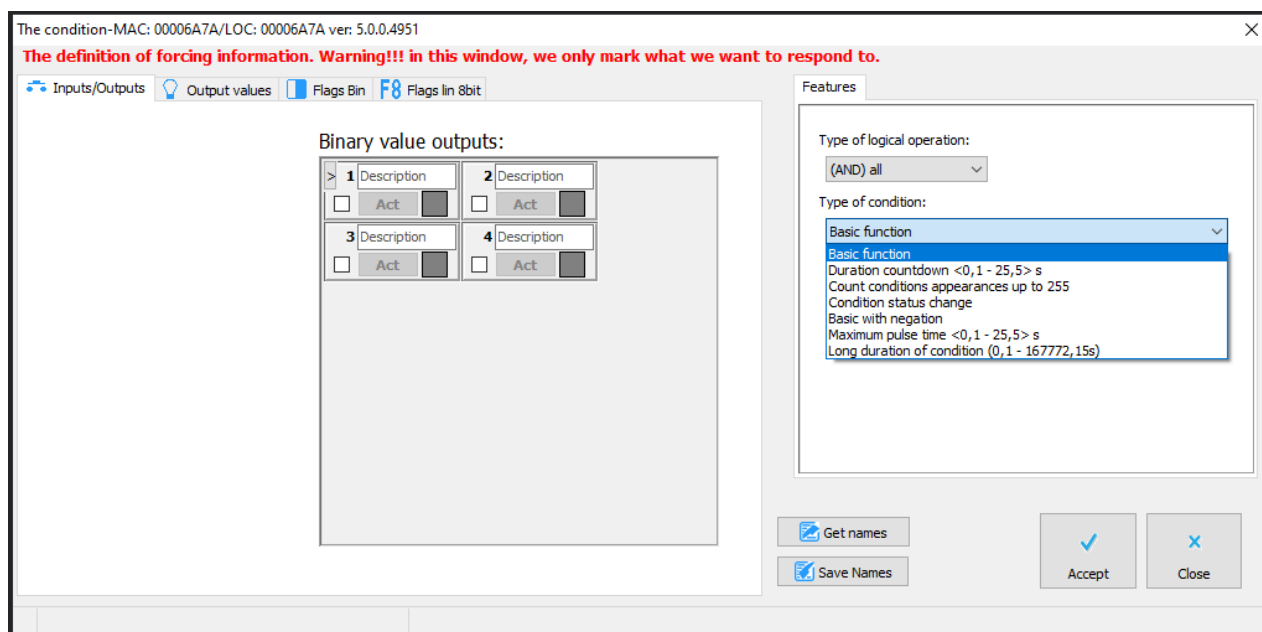 The condition-MAC: 00006A7A/LOC: 00006A7A ver: 5.0.0.4951
The definition of forcing information. Warning!!! in this window, we only mark what we want to respond to.
Inputs/Outputs Output values Flags Bin F8 Flags lin 8bit
Binary value outputs:
> 1 Description 2 Description
Act Act
3 Description 4 Description
Act Act
Features
Type of logical operation:
(AND) all
Type of condition:
Basic function
Basic function
Duration countdown <0,1 - 25,5> s
Count conditions appearances up to 255
Condition status change
Basic with negation
Maximum pulse time <0,1 - 25,5> s
Long duration of condition (0,1 - 167772,15s)
Get names
Save Names
Accept Close